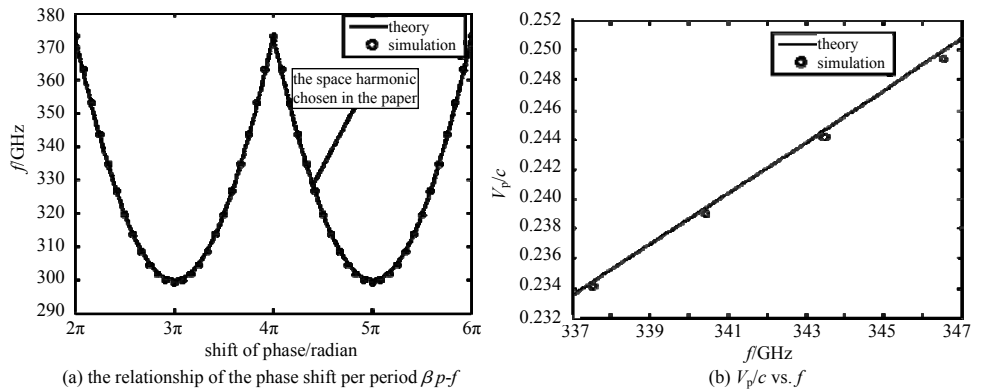 380
370
360
350
340
330
320
310
300
290
f/GHz
theory
simulation
the space harmonic
chosen in the paper
2π 3π 4π 5π 6π
shift of phase/radian
(a) the relationship of the phase shift per period βp-f
0.252
0.250
0.248
0.246
0.244
0.242
0.240
0.238
0.236
0.234
0.232
Vp/c
theory
simulation
337 339 341 343 345 347
f/GHz
(b) Vp/c vs. f